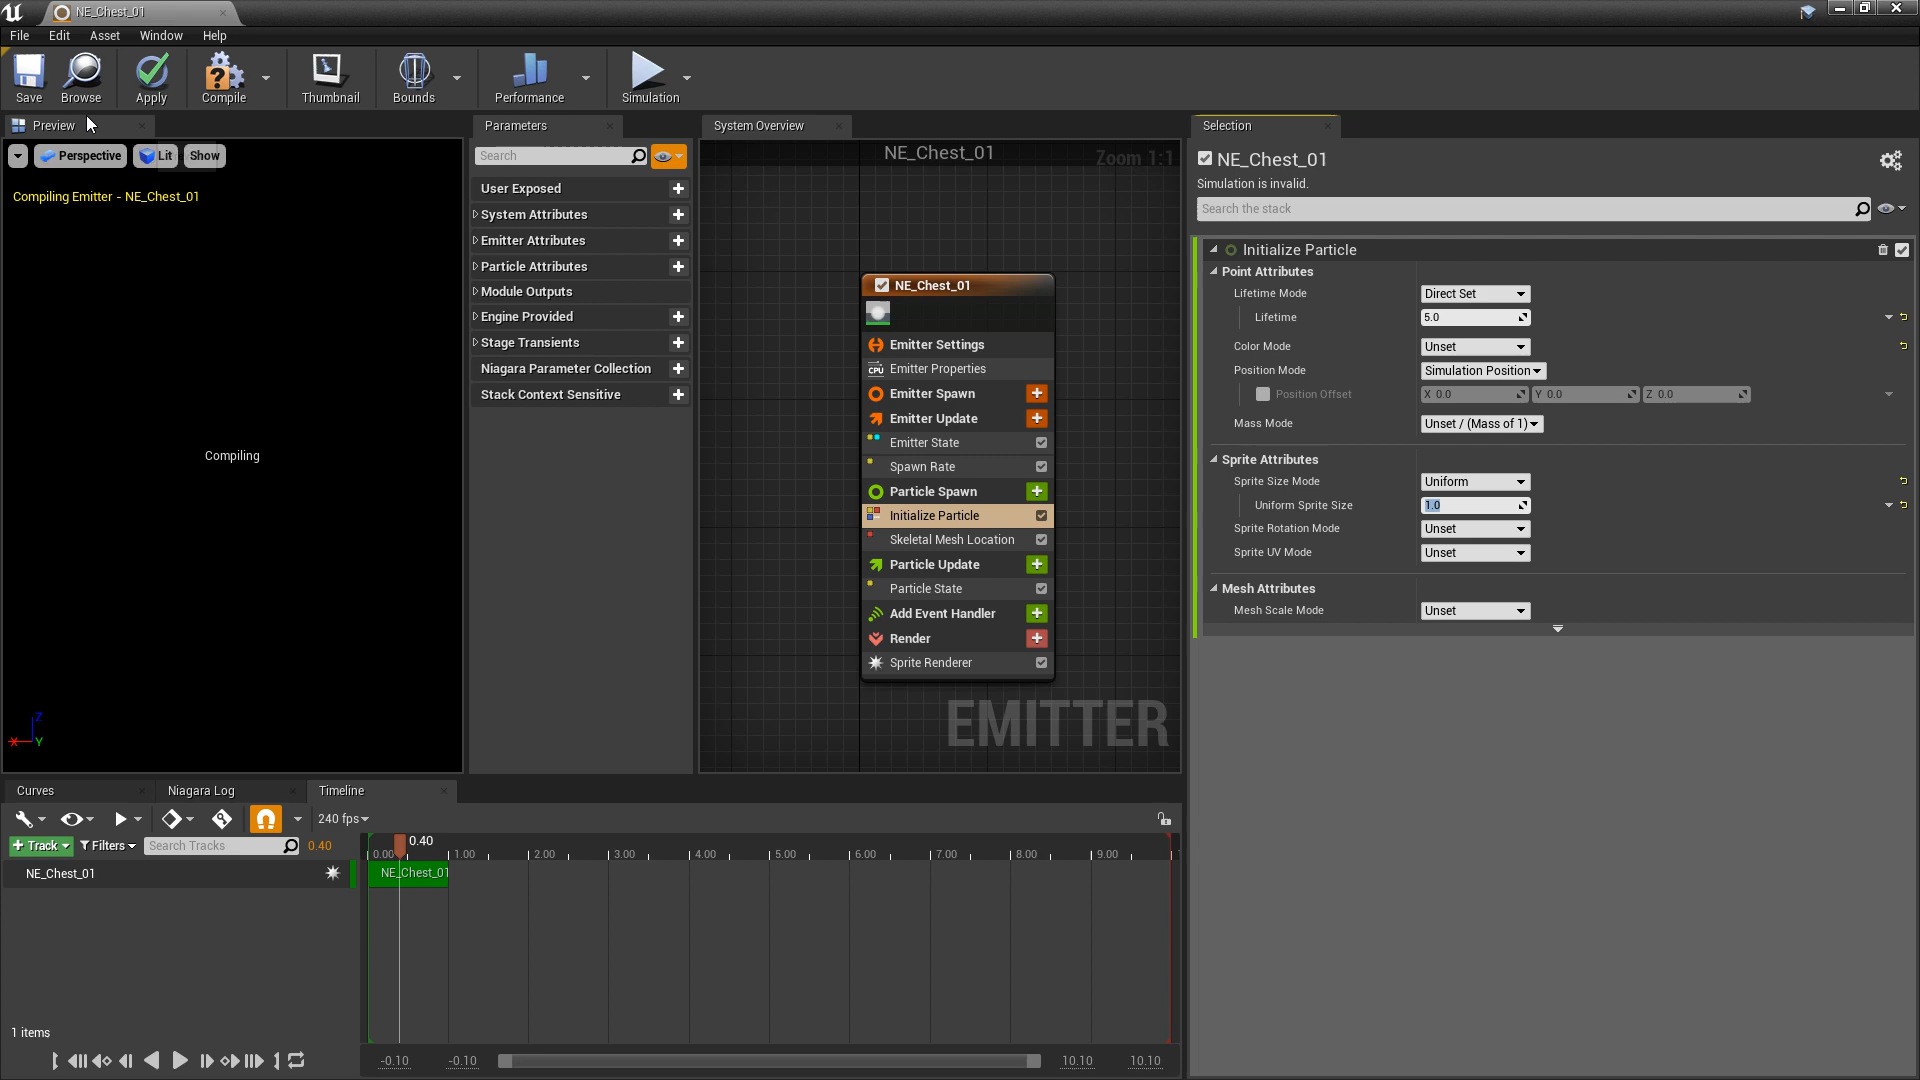 NE_Chest_01
File Edit Asset Window Help
Save Browse Apply Compile Thumbnail Bounds Performance Simulation
Preview
Perspective Lit Show
Compiling Emitter - NE_Chest_01
Compiling
Z
X
Y
Parameters
Search
User Exposed
System Attributes
Emitter Attributes
Particle Attributes
Module Outputs
Engine Provided
Stage Transients
Niagara Parameter Collection
Stack Context Sensitive
System Overview
NE_Chest_01
Zoom 1:1
NE_Chest_01
Emitter Settings
CPU Emitter Properties
Emitter Spawn
Emitter Update
Emitter State
Spawn Rate
Particle Spawn
Initialize Particle
Skeletal Mesh Location
Particle Update
Particle State
Add Event Handler
Render
Sprite Renderer
EMITTER
Selection
NE_Chest_01
Simulation is invalid.
Search the stack
Initialize Particle
Point Attributes
Lifetime Mode Direct Set
Lifetime 5.0
Color Mode Unset
Position Mode Simulation Position
Position Offset X 0.0 Y 0.0 Z 0.0
Mass Mode Unset / (Mass of 1)
Sprite Attributes
Sprite Size Mode Uniform
Uniform Sprite Size 1.0
Sprite Rotation Mode Unset
Sprite UV Mode Unset
Mesh Attributes
Mesh Scale Mode Unset
Curves Niagara Log Timeline
240 fps
+ Track Filters Search Tracks 0.40
0.40
0.00 1.00 2.00 3.00 4.00 5.00 6.00 7.00 8.00 9.00
NE_Chest_01 NE_Chest_01
1 items
-0.10 -0.10 10.10 10.10